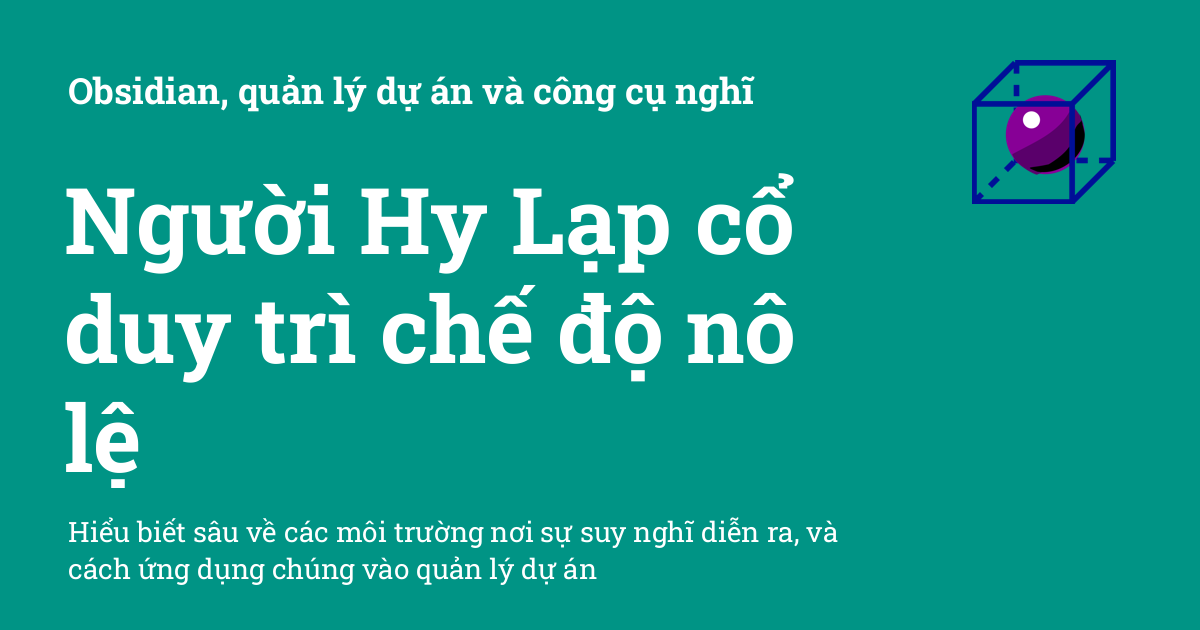 Obsidian, quản lý dự án và công cụ nghĩ
Người Hy Lạp cổ
duy trì chế độ nô
lệ
Hiểu biết sâu về các môi trường nơi sự suy nghĩ diễn ra, và
cách ứng dụng chúng vào quản lý dự án